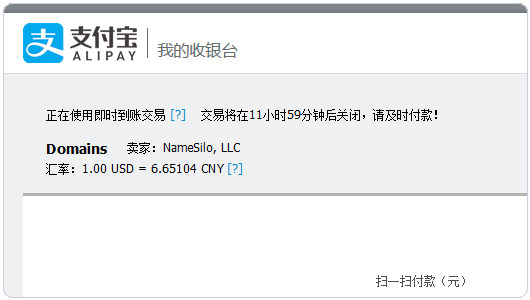 支 支付宝
ALIPAY
我的收银台
正在使用即时到账交易 [?] 交易将在11小时59分钟后关闭，请及时付款！
Domains 卖家：NameSilo, LLC
汇率：1.00 USD = 6.65104 CNY [?]
扫一扫付款（元）